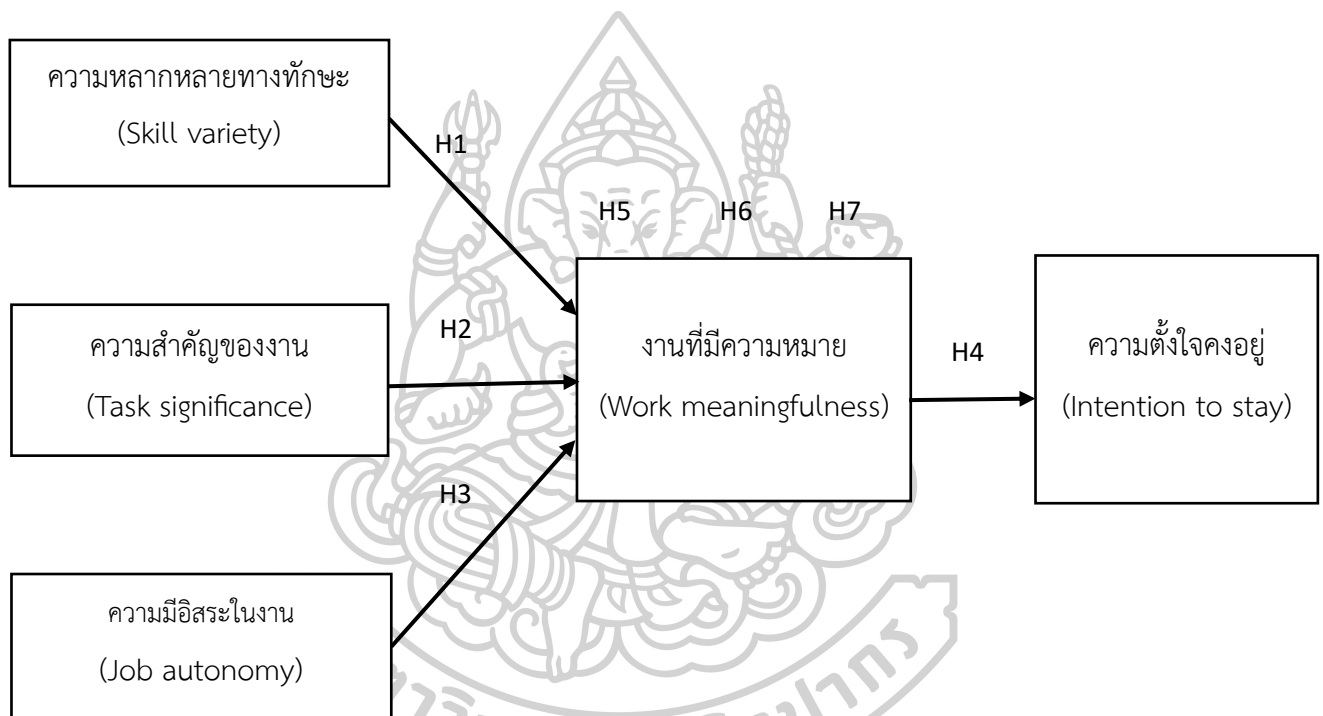 ความหลากหลายทางทักษะ
(Skill variety)
H1
H5
H6
H7
ความสำคัญของงาน
(Task significance)
H2
งานที่มีความหมาย
(Work meaningfulness)
H4
ความตั้งใจคงอยู่
(Intention to stay)
H3
ความมีอิสระในงาน
(Job autonomy)